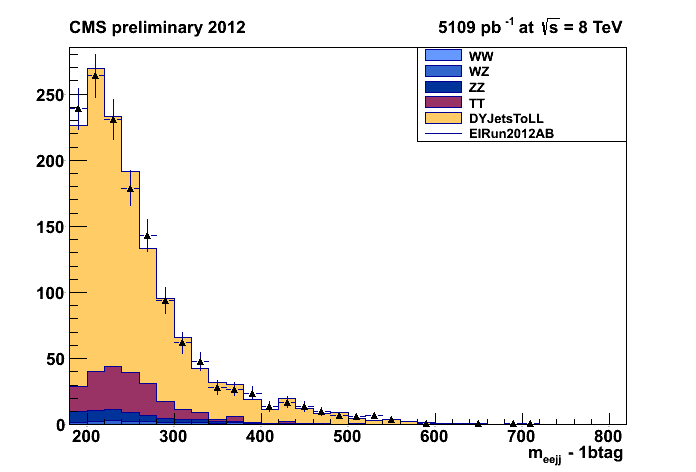 CMS preliminary 2012
5109 pb⁻¹ at √s = 8 TeV
WW
WZ
ZZ
TT
DYJetsToLL
ElRun2012AB
250
200
150
100
50
0
200 300 400 500 600 700 800
m_eejj - 1btag